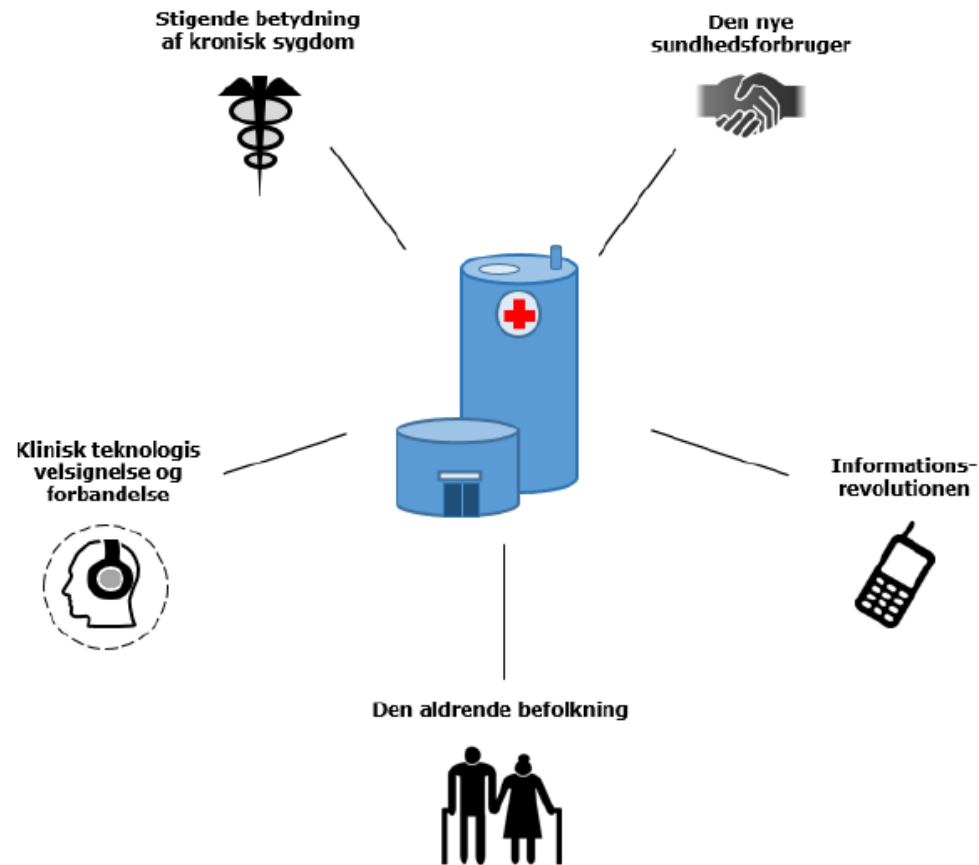 Stigende betydning
af kronisk sygdom
Den nye
sundhedsforbruger
Klinisk teknologis
velsignelse og
forbandelse
Informations-
revolutionen
Den aldrende befolkning